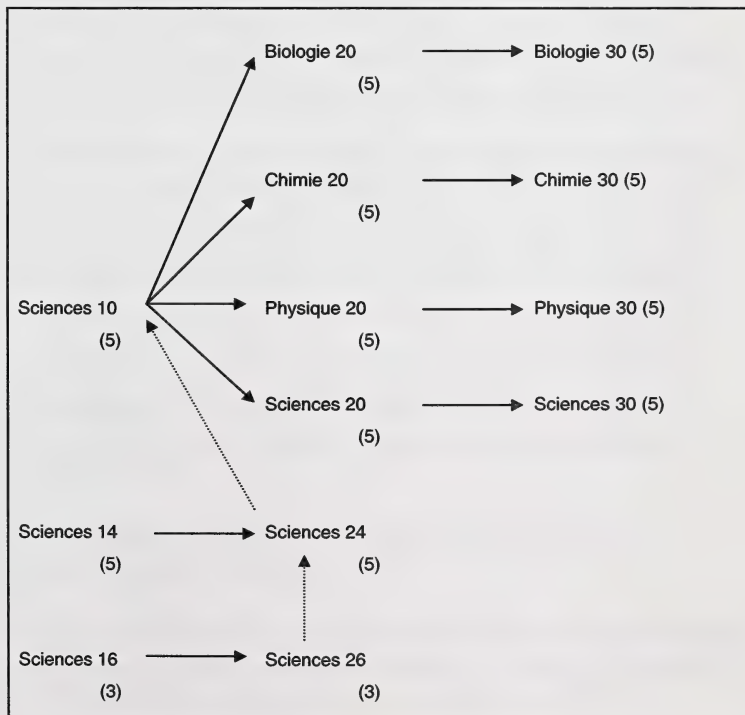 Biologie 20 Biologie 30 (5)
(5)
Chimie 20 Chimie 30 (5)
(5)
Sciences 10 Physique 20 Physique 30 (5)
(5) (5)
Sciences 20 Sciences 30 (5)
(5)
Sciences 14 Sciences 24
(5) (5)
Sciences 16 Sciences 26
(3) (3)